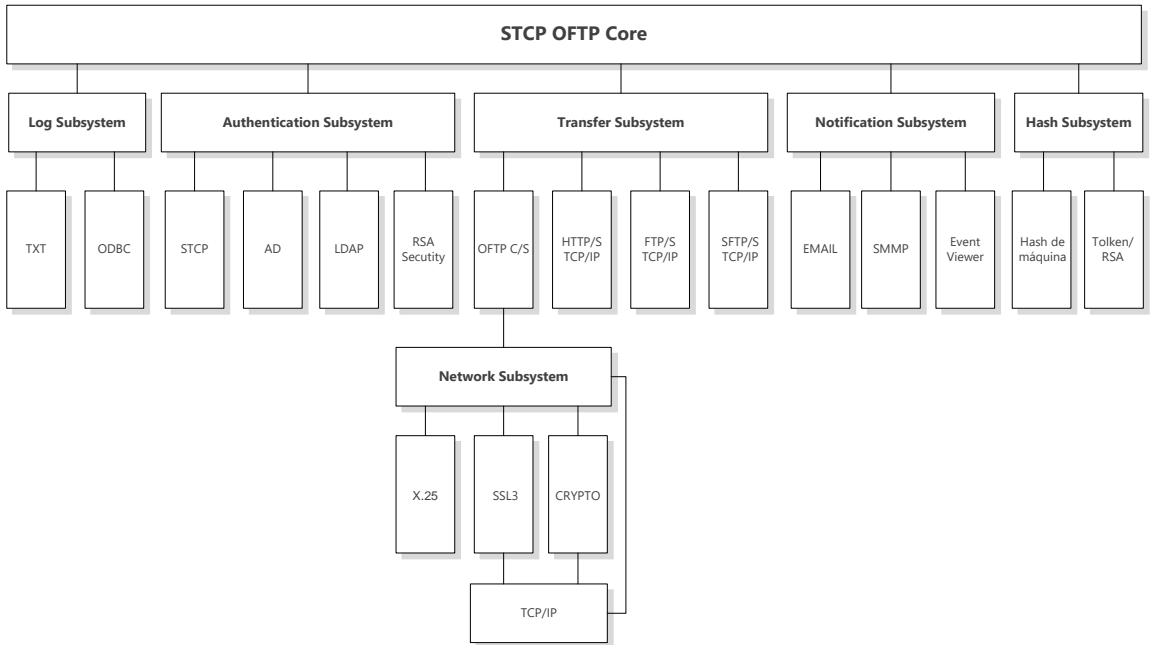 STCP OFTP Core
Log Subsystem
Authentication Subsystem
Transfer Subsystem
Notification Subsystem
Hash Subsystem
TXT
ODBC
STCP
AD
LDAP
RSA
Secutity
OFTP C/S
HTTP/S
TCP/IP
FTP/S
TCP/IP
SFTP/S
TCP/IP
EMAIL
SMMP
Event
Viewer
Hash de
máquina
Tolken/
RSA
Network Subsystem
X.25
SSL3
CRYPTO
TCP/IP